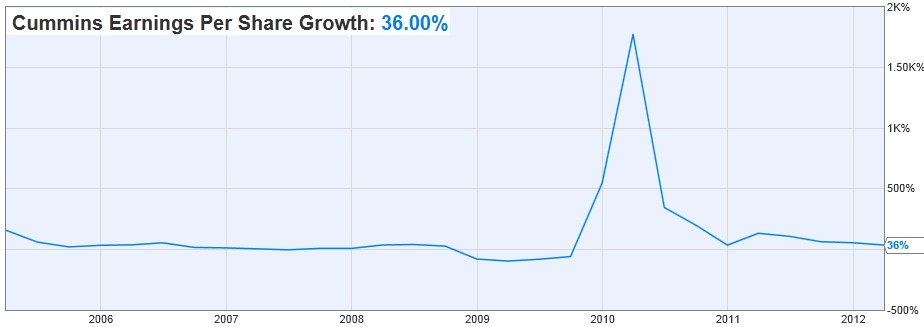 Cummins Earnings Per Share Growth: 36.00%
2K%
1.50K%
1K%
500%
36%
-500%
2006 2007 2008 2009 2010 2011 2012